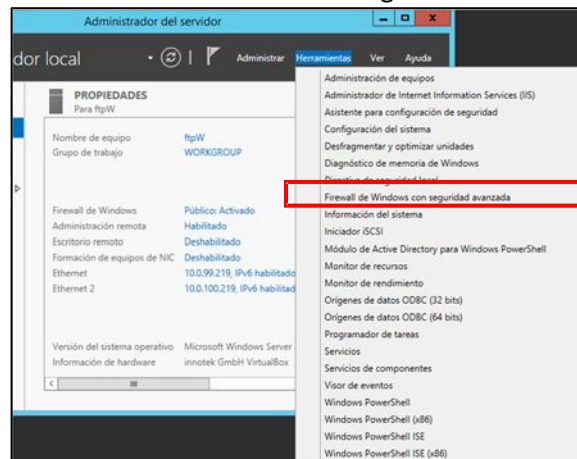 Administrador del servidor
dor local
Administrar Herramientas Ver Ayuda
PROPIEDADES
Para ftpW
Nombre de equipo ftpW
Grupo de trabajo WORKGROUP
Firewall de Windows Público: Activado
Administración remota Habilitado
Escritorio remoto Deshabilitado
Formación de equipos de NIC Deshabilitado
Ethernet 10.0.99.219, IPv6 habilitado
Ethernet 2 10.0.100.219, IPv6 habilitad
Versión del sistema operativo Microsoft Windows Server
Información de hardware innotek GmbH VirtualBox
Administración de equipos
Administrador de Internet Information Services (IIS)
Asistente para configuración de seguridad
Configuración del sistema
Desfragmentar y optimizar unidades
Diagnóstico de memoria de Windows
Directiva de seguridad local
Firewall de Windows con seguridad avanzada
Información del sistema
Iniciador iSCSI
Módulo de Active Directory para Windows PowerShell
Monitor de recursos
Monitor de rendimiento
Orígenes de datos ODBC (32 bits)
Orígenes de datos ODBC (64 bits)
Programador de tareas
Servicios
Servicios de componentes
Visor de eventos
Windows PowerShell
Windows PowerShell (x86)
Windows PowerShell ISE
Windows PowerShell ISE (x86)